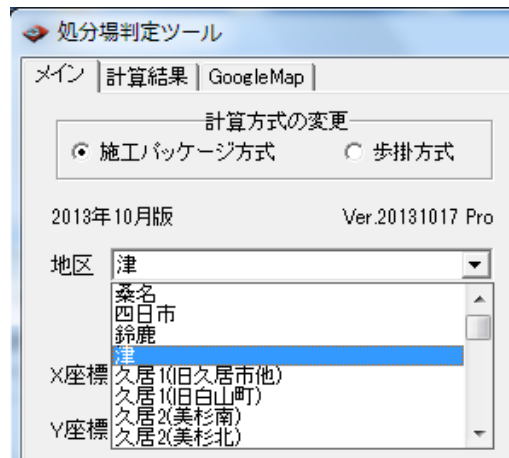 処分場判定ツール
メイン 計算結果 GoogleMap
計算方式の変更
施工パッケージ方式 歩掛方式
2013年10月版 Ver.20131017 Pro
地区 津
桑名
四日市
鈴鹿
津
X座標 久居1(旧久居市他)
久居1(旧白山町)
Y座標 久居2(美杉南)
久居2(美杉北)